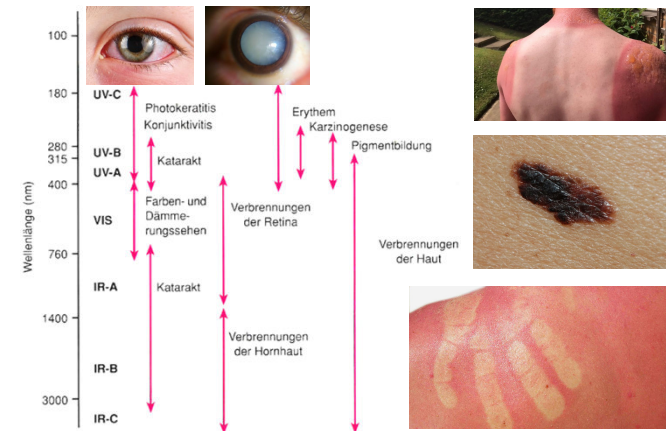 Wellenlänge (nm)
100
180
280
315
400
760
1400
3000
UV-C
UV-B
UV-A
VIS
IR-A
IR-B
IR-C
Photokeratitis
Konjunktivitis
Katarakt
Farben- und
Dämme-
rungssehen
Katarakt
Verbrennungen
der Retina
Verbrennungen
der Hornhaut
Erythem
Karzinogenese
Pigmentbildung
Verbrennungen
der Haut